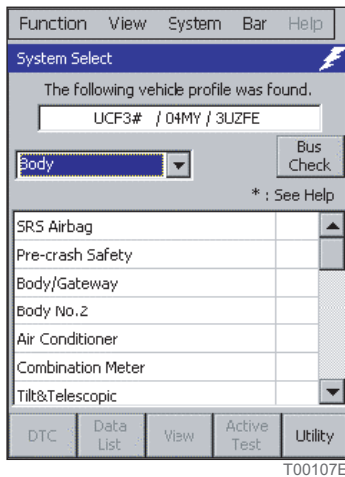 Function View System Bar Help
System Select
The following vehicle profile was found.
UCF3# / 04MY / 3UZFE
Body
Bus
Check
* : See Help
SRS Airbag
Pre-crash Safety
Body/Gateway
Body No.2
Air Conditioner
Combination Meter
Tilt&Telescopic
DTC Data List View Active Test Utility
T00107E